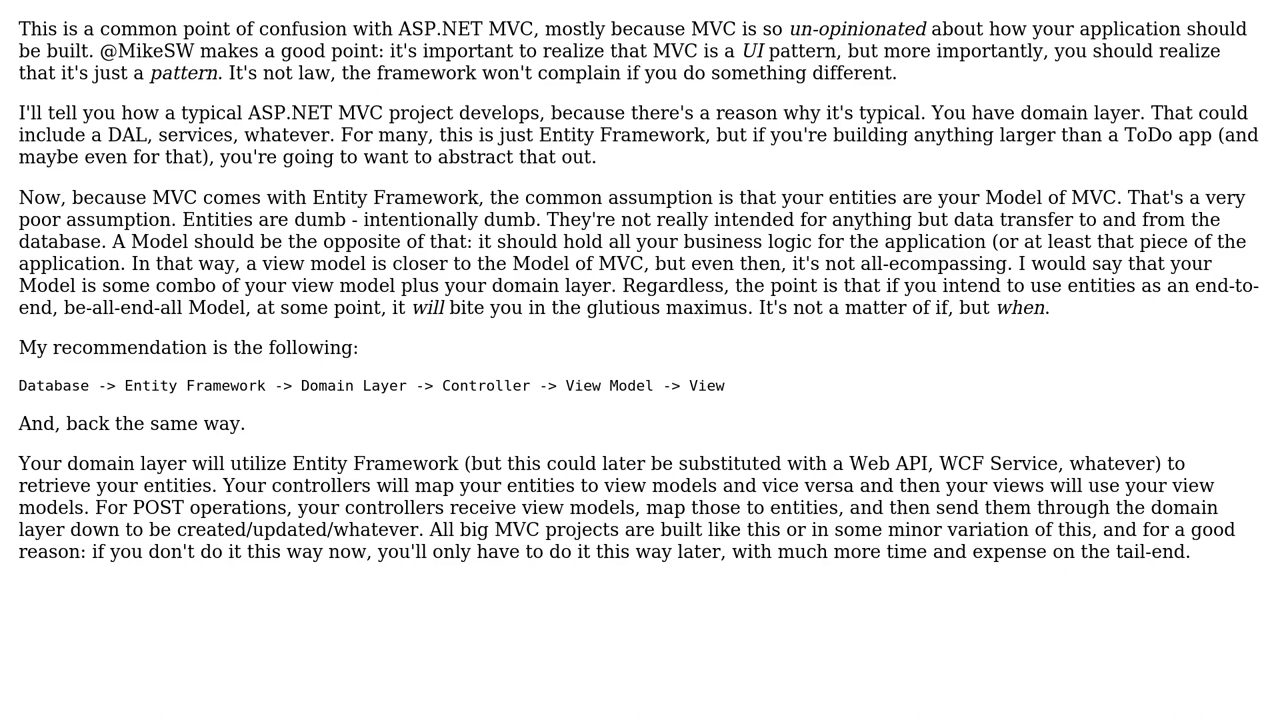 This is a common point of confusion with ASP.NET MVC, mostly because MVC is so un-opinionated about how your application should
be built. @MikeSW makes a good point: it's important to realize that MVC is a UI pattern, but more importantly, you should realize
that it's just a pattern. It's not law, the framework won't complain if you do something different.
I'll tell you how a typical ASP.NET MVC project develops, because there's a reason why it's typical. You have domain layer. That could
include a DAL, services, whatever. For many, this is just Entity Framework, but if you're building anything larger than a ToDo app (and
maybe even for that), you're going to want to abstract that out.
Now, because MVC comes with Entity Framework, the common assumption is that your entities are your Model of MVC. That's a very
poor assumption. Entities are dumb - intentionally dumb. They're not really intended for anything but data transfer to and from the
database. A Model should be the opposite of that: it should hold all your business logic for the application (or at least that piece of the
application. In that way, a view model is closer to the Model of MVC, but even then, it's not all-ecompassing. I would say that your
Model is some combo of your view model plus your domain layer. Regardless, the point is that if you intend to use entities as an end-to-
end, be-all-end-all Model, at some point, it will bite you in the glutious maximus. It's not a matter of if, but when.
My recommendation is the following:
Database -> Entity Framework -> Domain Layer -> Controller -> View Model -> View
And, back the same way.
Your domain layer will utilize Entity Framework (but this could later be substituted with a Web API, WCF Service, whatever) to
retrieve your entities. Your controllers will map your entities to view models and vice versa and then your views will use your view
models. For POST operations, your controllers receive view models, map those to entities, and then send them through the domain
layer down to be created/updated/whatever. All big MVC projects are built like this or in some minor variation of this, and for a good
reason: if you don't do it this way now, you'll only have to do it this way later, with much more time and expense on the tail-end.